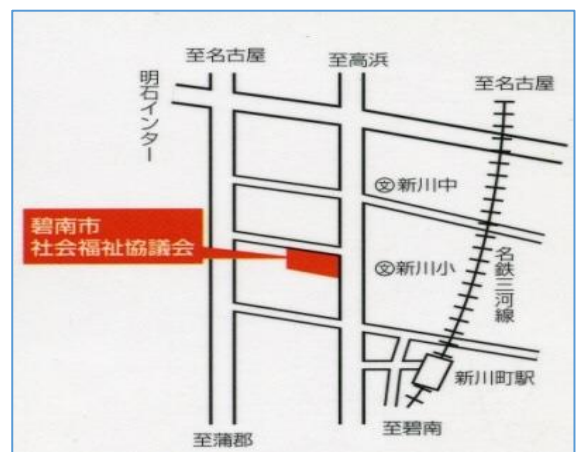 至名古屋
至高浜
至名古屋
明石インター
㊫新川中
碧南市
社会福祉協議会
㊫新川小
名鉄三河線
新川町駅
至蒲郡
至碧南